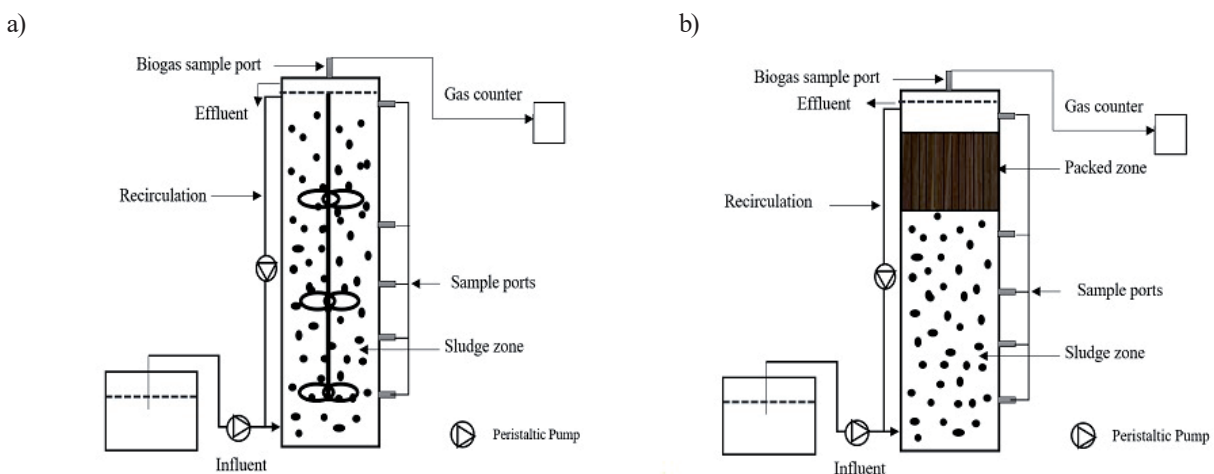 a)
Biogas sample port
Gas counter
Effluent
Recirculation
Sample ports
Sludge zone
Peristaltic Pump
Influent
b)
Biogas sample port
Effluent
Gas counter
Packed zone
Recirculation
Sample ports
Sludge zone
Peristaltic Pump
Influent